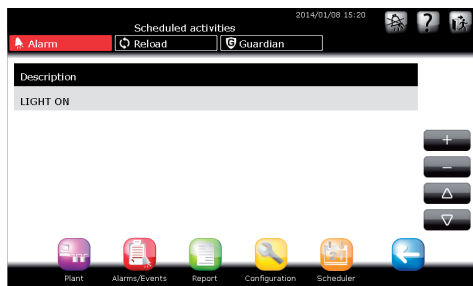 2014/01/08 15:20
Scheduled activities
Alarm
Reload
Guardian
?
Description
LIGHT ON
+
-
Plant
Alarms/Events
Report
Configuration
Scheduler